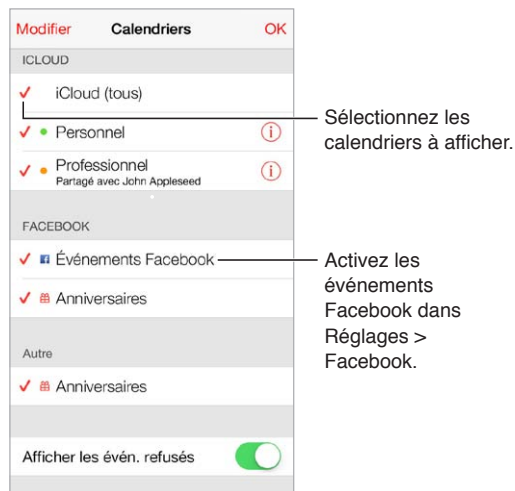 Modifier Calendriers OK
ICLOUD
iCloud (tous)
Personnel
Professionnel
Partagé avec John Appleseed
FACEBOOK
Événements Facebook
Anniversaires
Autre
Anniversaires
Afficher les évén. refusés
Sélectionnez les
calendriers à afficher.
Activez les
événements
Facebook dans
Réglages >
Facebook.